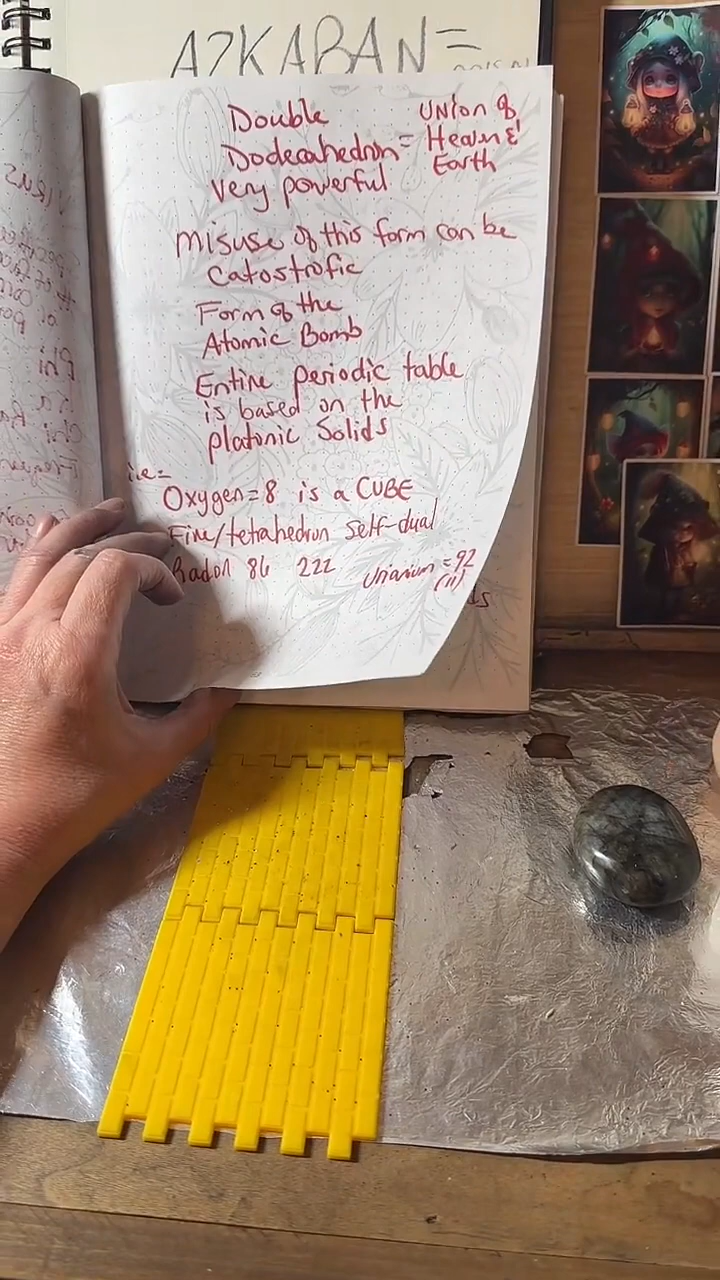 AZKABAN =
Double
Dodecahedron = Union of
Heaven &
Earth
very powerful
misuse of this form can be
Catostrofic
Form of the
Atomic Bomb
Entire periodic table
is based on the
platonic Solids
i.e=
Oxygen=8 is a CUBE
Fire/tetrahedron self-dual
Radon 86 222 Uranium = 92
(11)